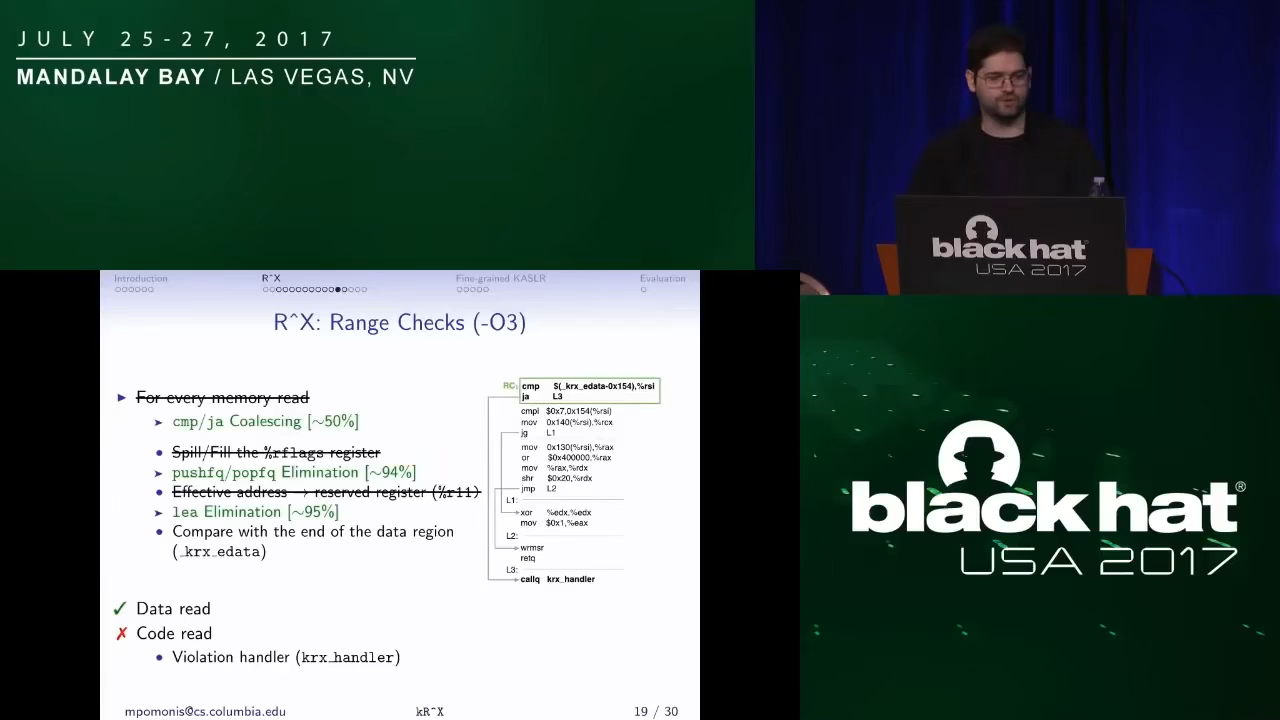 JULY 25-27, 2017
MANDALAY BAY / LAS VEGAS, NV
black hat
USA 2017
Introduction
R^X
Fine-grained KASLR
Evaluation
R^X: Range Checks (-O3)
For every memory read
cmp/ja Coalescing [~50%]
Spill/Fill the %rflags register
pushfq/popfq Elimination [~94%]
Effective address → reserved register (%r11)
lea Elimination [~95%]
Compare with the end of the data region
(_krx_edata)
✓ Data read
✗ Code read
Violation handler (krx_handler)
RC: cmp $(_krx_edata-0x154),%rsi
ja L3
cmpl $0x7,0x154(%rsi)
mov 0x140(%rsi),%rcx
jg L1
mov 0x130(%rsi),%rax
or $0x400000,%rax
mov %rax,%rdx
shr $0x20,%rdx
jmp L2
L1:
xor %edx,%edx
mov $0x1,%eax
L2:
wrmsr
retq
L3:
callq krx_handler
mpomonis@cs.columbia.edu
kR^X
19 / 30
black hat®
USA 2017